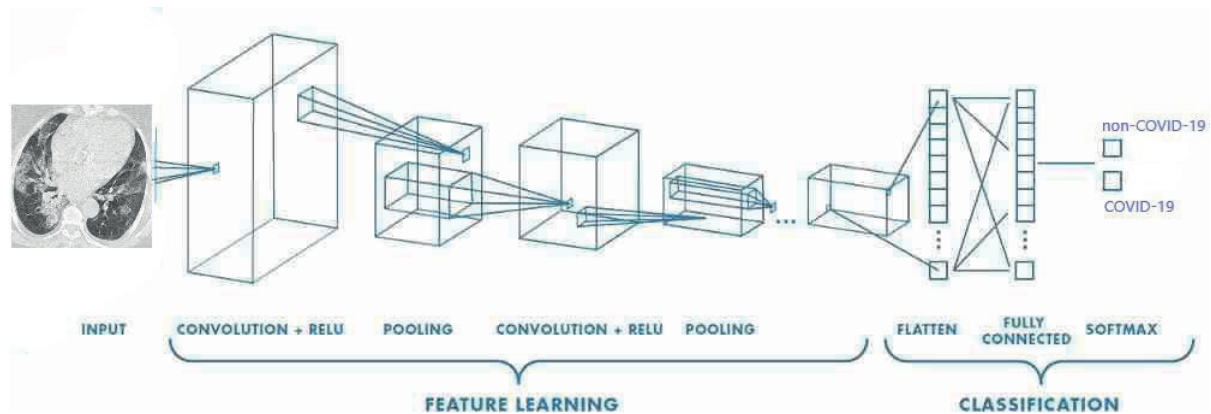 non-COVID-19
COVID-19
...
INPUT
CONVOLUTION + RELU
POOLING
CONVOLUTION + RELU
POOLING
FLATTEN
FULLY
CONNECTED
SOFTMAX
FEATURE LEARNING
CLASSIFICATION